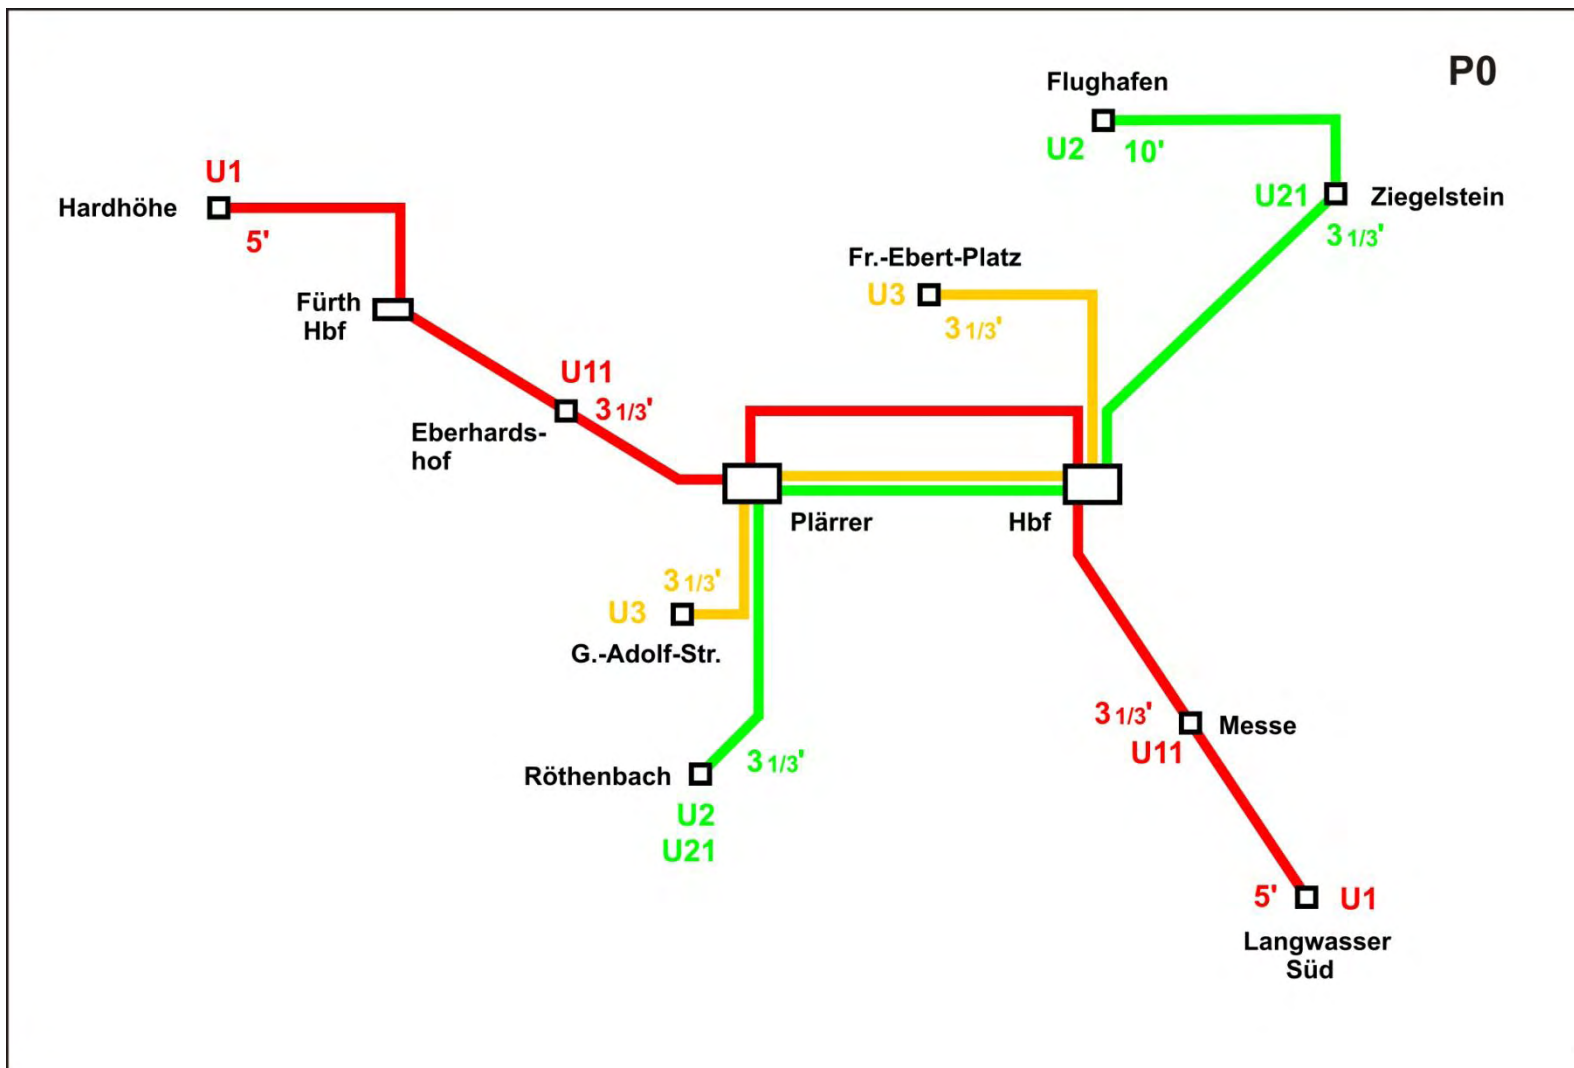 P0
Flughafen
U2 10'
U1
Hardhöhe
5'
U21
Ziegelstein
3 1/3'
Fr.-Ebert-Platz
U3
3 1/3'
Fürth
Hbf
U11
3 1/3'
Eberhards-
hof
Plärrer
Hbf
3 1/3'
U3
G.-Adolf-Str.
3 1/3'
U11
Messe
Röthenbach
3 1/3'
U2
U21
5'
U1
Langwasser
Süd